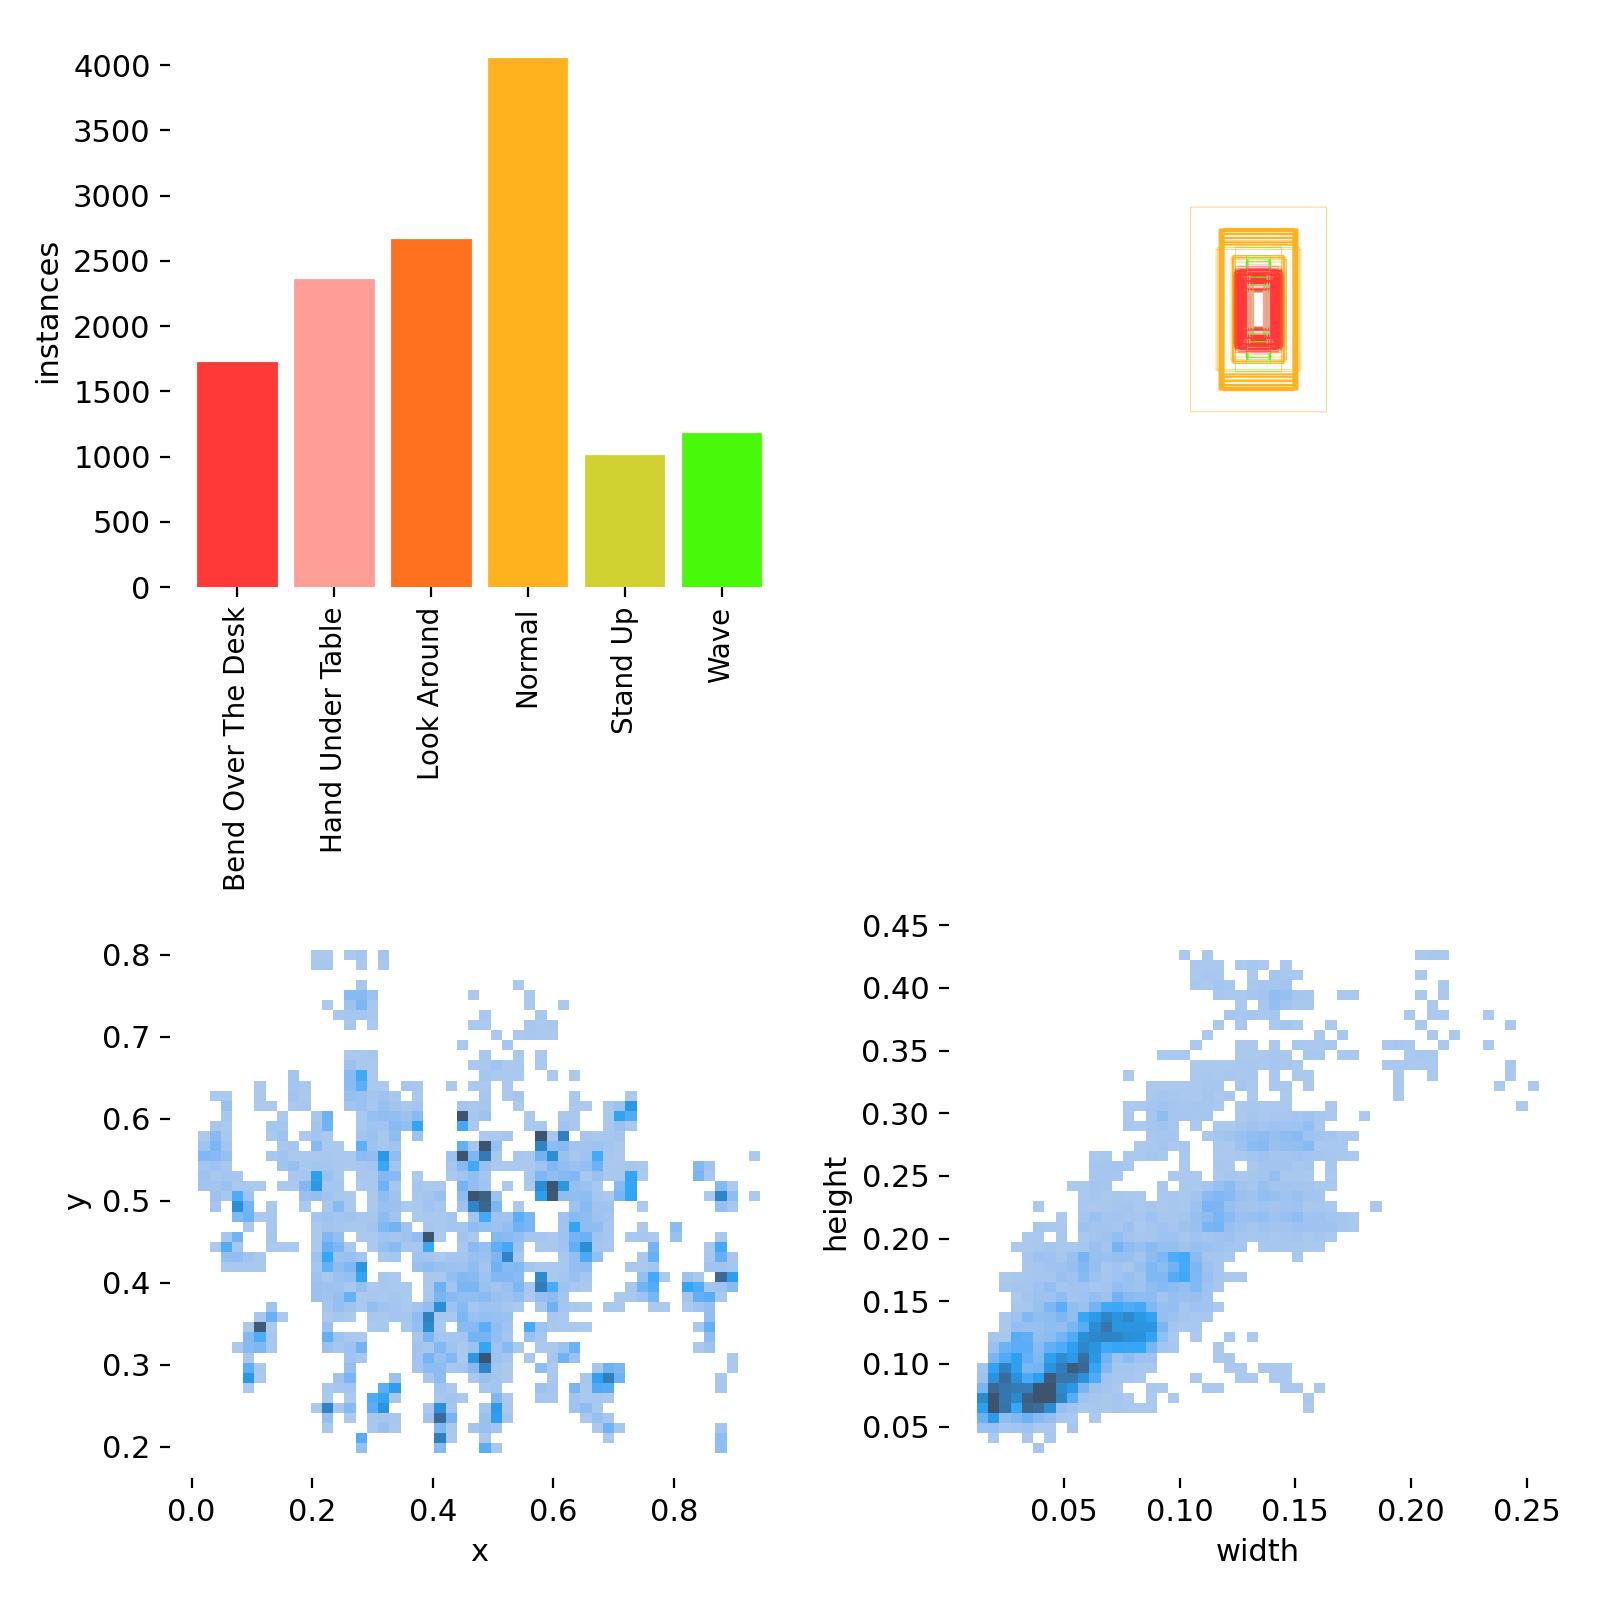 4000
3500
3000
2500
2000
1500
1000
500
0
instances
Bend Over The Desk
Hand Under Table
Look Around
Normal
Stand Up
Wave
0.8
0.7
0.6
0.5
0.4
0.3
0.2
y
0.0 0.2 0.4 0.6 0.8
x
0.45
0.40
0.35
0.30
0.25
0.20
0.15
0.10
0.05
height
0.05 0.10 0.15 0.20 0.25
width